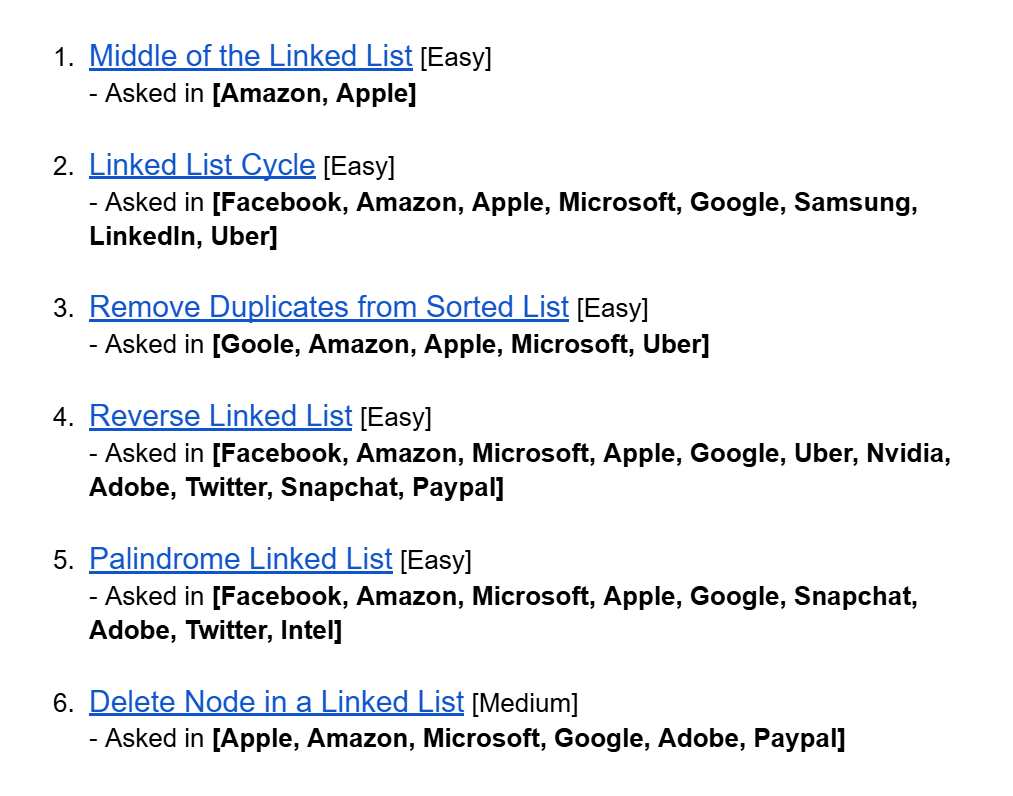 1. Middle of the Linked List [Easy]
- Asked in [Amazon, Apple]
2. Linked List Cycle [Easy]
- Asked in [Facebook, Amazon, Apple, Microsoft, Google, Samsung,
LinkedIn, Uber]
3. Remove Duplicates from Sorted List [Easy]
- Asked in [Goole, Amazon, Apple, Microsoft, Uber]
4. Reverse Linked List [Easy]
- Asked in [Facebook, Amazon, Microsoft, Apple, Google, Uber, Nvidia,
Adobe, Twitter, Snapchat, Paypal]
5. Palindrome Linked List [Easy]
- Asked in [Facebook, Amazon, Microsoft, Apple, Google, Snapchat,
Adobe, Twitter, Intel]
6. Delete Node in a Linked List [Medium]
- Asked in [Apple, Amazon, Microsoft, Google, Adobe, Paypal]